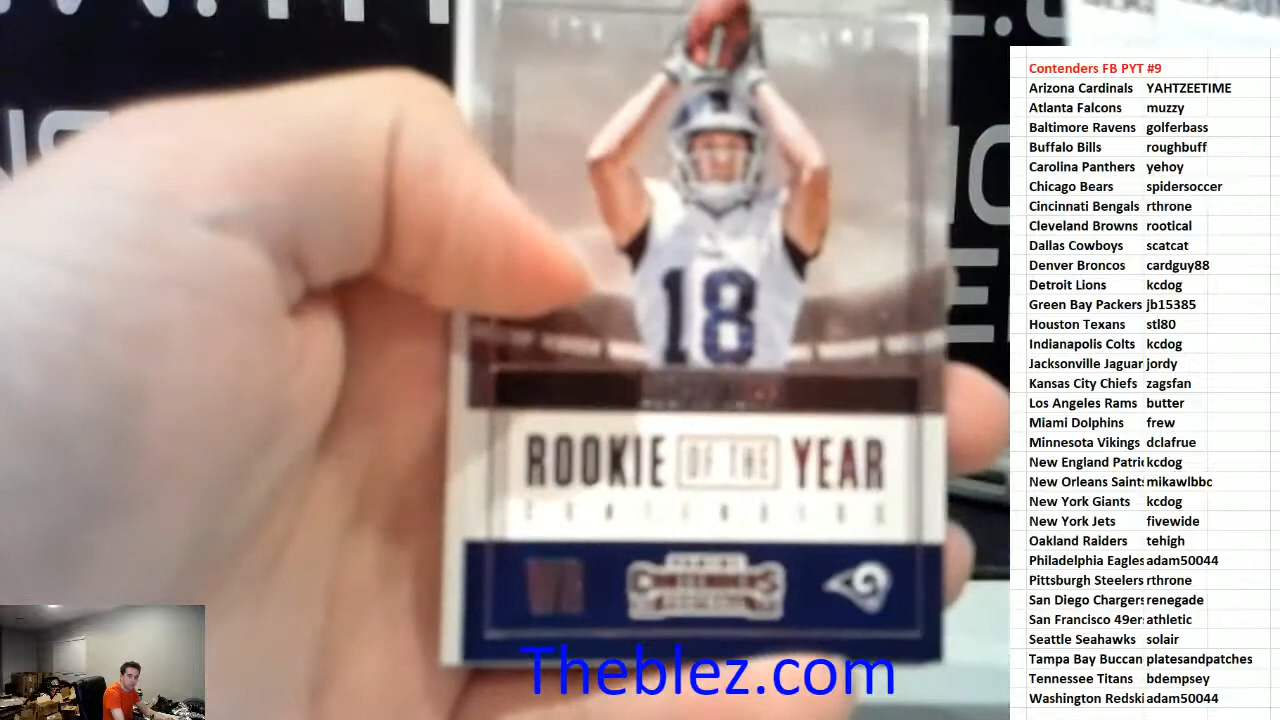 18
ROOKIE OF THE YEAR
CONTENDERS
PANINI
CONTENDERS
FOOTBALL
Theblez.com
Contenders FB PYT #9
Arizona Cardinals YAHTZEETIME
Atlanta Falcons muzzy
Baltimore Ravens golferbass
Buffalo Bills roughbuff
Carolina Panthers yehoy
Chicago Bears spidersoccer
Cincinnati Bengals rthrone
Cleveland Browns rootical
Dallas Cowboys scatcat
Denver Broncos cardguy88
Detroit Lions kcdog
Green Bay Packers jb15385
Houston Texans stl80
Indianapolis Colts kcdog
Jacksonville Jaguar jordy
Kansas City Chiefs zagsfan
Los Angeles Rams butter
Miami Dolphins frew
Minnesota Vikings dclafrue
New England Patri kcdog
New Orleans Saints mikawlbbc
New York Giants kcdog
New York Jets fivewide
Oakland Raiders tehigh
Philadelphia Eagles adam50044
Pittsburgh Steelers rthrone
San Diego Chargers renegade
San Francisco 49er athletic
Seattle Seahawks solair
Tampa Bay Buccan platesandpatches
Tennessee Titans bdempsey
Washington Redski adam50044